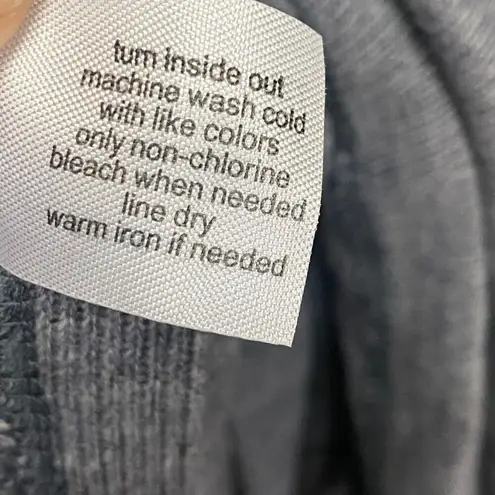 turn inside out
machine wash cold
with like colors
only non-chlorine
bleach when needed
line dry
warm iron if needed